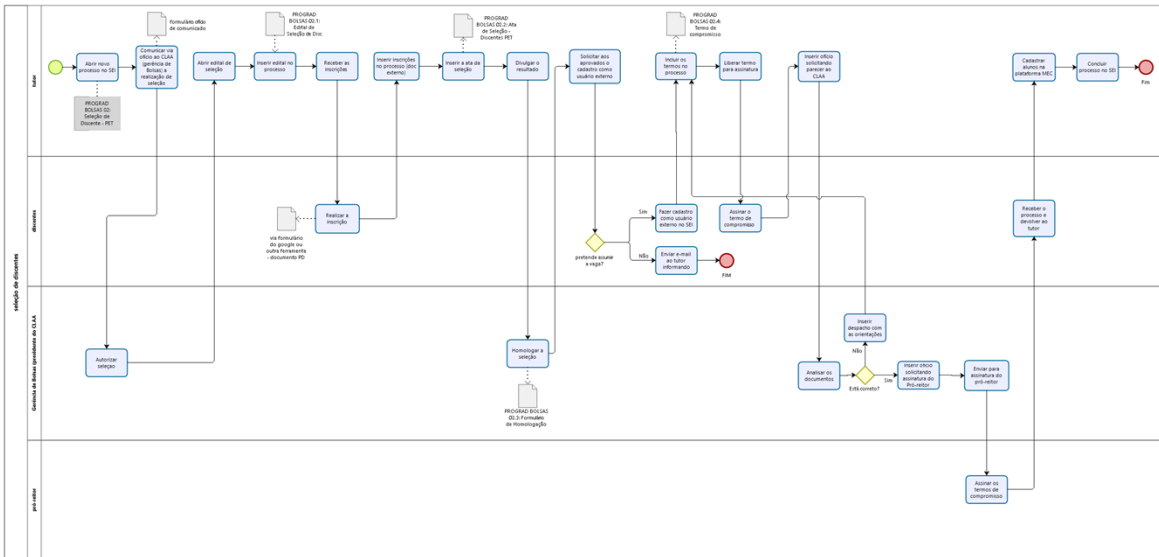 seleção de discentes
tutor
Abrir novo
processo no SEI
PROGRAD
BOLSAS 02:
Seleção de
Discente - PET
formulário ofício
de comunicado
Comunicar via
ofício ao CLAA
(gerência de
Bolsas) a
realização de
seleção
Abrir edital de
seleção
PROGRAD
BOLSAS 02.1:
Edital de
Seleção de Disc
Inserir edital no
processo
Receber as
inscrições
Inserir inscrições
no processo (doc
externo)
PROGRAD
BOLSAS 02.2: Ata
de Seleção -
Discentes PET
Inserir a ata da
seleção
Divulgar o
resultado
Solicitar aos
aprovados o
cadastro como
usuário externo
PROGRAD
BOLSAS 02.4:
Termo de
compromisso
Incluir os
termos no
processo
Liberar termo
para assinatura
Inserir ofício
solicitando
parecer ao
CLAA
Cadastrar
alunos na
plataforma MEC
Concluir
processo no SEI
Fim
discentes
Realizar a
inscrição
via formulário
do google ou
outra ferramenta
- documento PD
pretende assumir
a vaga?
Sim
Não
Fazer cadastro
como usuário
externo no SEI
Enviar e-mail
ao tutor
informando
FIM
Assinar o
termo de
compromisso
Receber o
processo e
devolver ao
tutor
Gerência de Bolsas (presidente do CLAA)
Autorizar
seleção
Homologar a
seleção
PROGRAD BOLSAS
02.3: Formulário
de Homologação
Analisar os
documentos
Está correto?
Não
Sim
Inserir
despacho com
as orientações
Inserir ofício
solicitando
assinatura do
Pró-reitor
Enviar para
assinatura do
pró-reitor
pró-reitor
Assinar os
termos de
compromisso